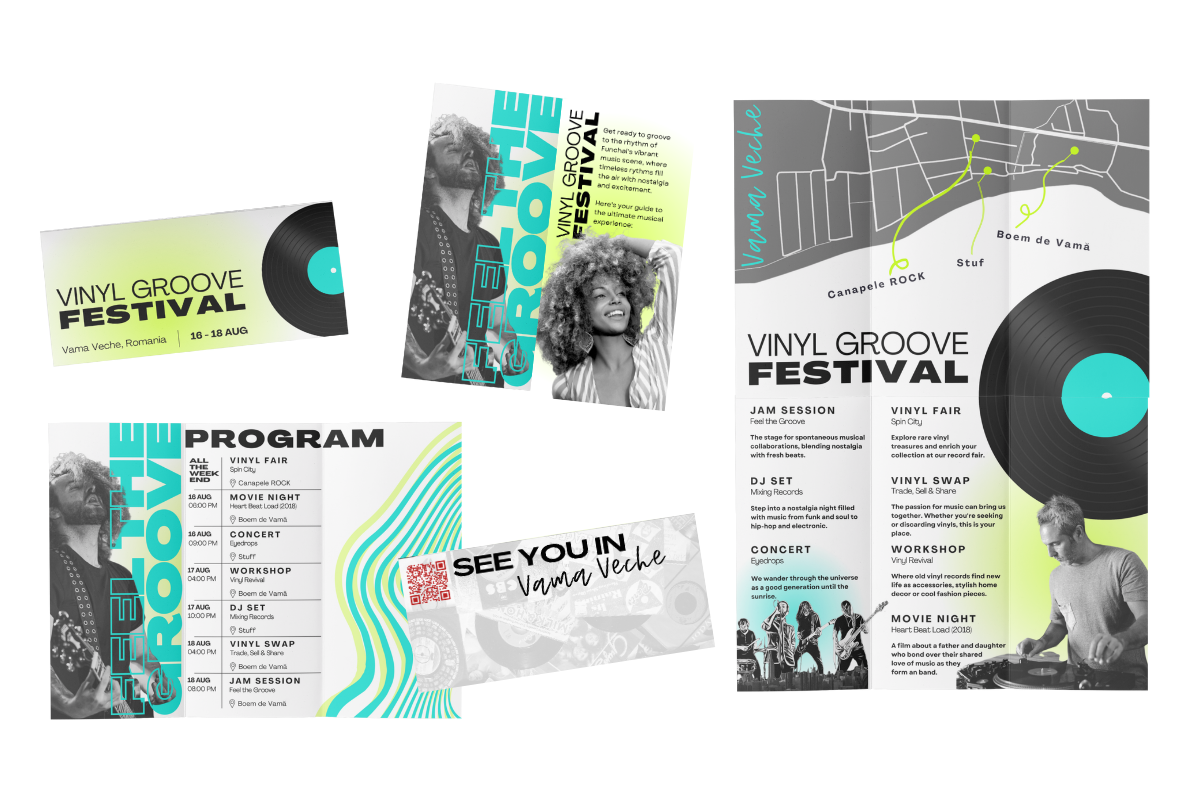 VINYL GROOVE
FESTIVAL
Vama Veche, Romania
16 - 18 AUG
FEEL THE
GROOVE
VINYL GROOVE
FESTIVAL
Get ready to groove
to the rhythm of
Funchal's vibrant
music scene, where
timeless rythms fill
the air with nostalgia
and excitement.
Here's your guide to
the ultimate musical
experience:
FEEL THE
GROOVE
PROGRAM
ALL
THE
WEEK
END
VINYL FAIR
Spin City
Canapele ROCK
16 AUG
06:00 PM
MOVIE NIGHT
Heart Beat Load (2018)
Boem de Vamă
16 AUG
09:00 PM
CONCERT
Eyedrops
Stuff
17 AUG
04:00 PM
WORKSHOP
Vinyl Revival
Boem de Vamă
17 AUG
10:00 PM
DJ SET
Mixing Records
Stuff
18 AUG
04:00 PM
VINYL SWAP
Trade, Sell & Share
Boem de Vamă
18 AUG
08:00 PM
JAM SESSION
Feel the Groove
Boem de Vamă
SEE YOU IN
Vama Veche
Vama Veche
Canapele ROCK
Stuf
Boem de Vamă
VINYL GROOVE
FESTIVAL
JAM SESSION
Feel the Groove
The stage for spontaneous musical
collaborations, blending nostalgia
with fresh beats.
DJ SET
Mixing Records
Step into a nostalgia night filled
with music from funk and soul to
hip-hop and electronic.
CONCERT
Eyedrops
We wander through the universe
as a good generation until the
sunrise.
VINYL FAIR
Spin City
Explore rare vinyl
treasures and enrich your
collection at our record fair.
VINYL SWAP
Trade, Sell & Share
The passion for music can bring us
together. Whether you're seeking
or discarding vinyls, this is your
place.
WORKSHOP
Vinyl Revival
Where old vinyl records find new
life as accessories, stylish home
decor or cool fashion pieces.
MOVIE NIGHT
Heart Beat Load (2018)
A film about a father and daughter
who bond over their shared
love of music as they
form an band.